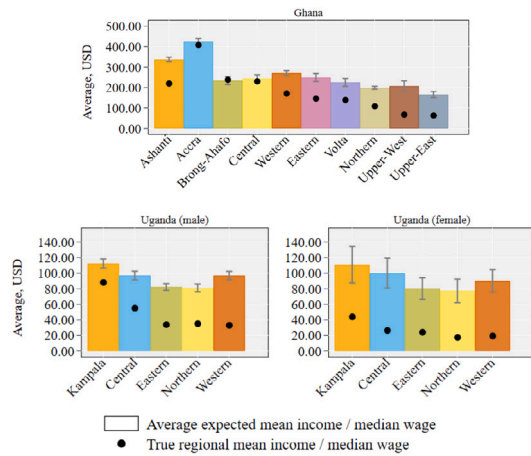 Ghana
Average, USD
500.00
400.00
300.00
200.00
100.00
0.00
Ashanti
Accra
Brong-Ahafo
Central
Western
Eastern
Volta
Northern
Upper-West
Upper-East
Uganda (male)
Average, USD
140.00
120.00
100.00
80.00
60.00
40.00
20.00
0.00
Kampala
Central
Eastern
Northern
Western
Uganda (female)
Average, USD
140.00
120.00
100.00
80.00
60.00
40.00
20.00
0.00
Kampala
Central
Eastern
Northern
Western
Average expected mean income / median wage
True regional mean income / median wage